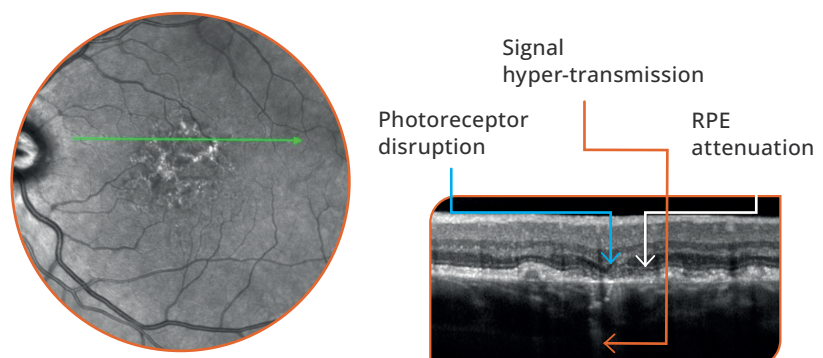 Signal
hyper-transmission
Photoreceptor
disruption
RPE
attenuation